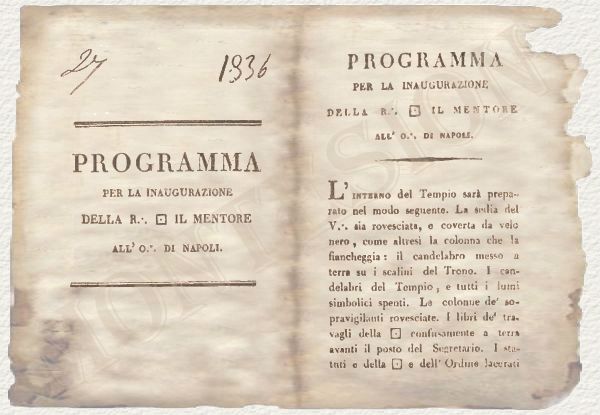 27 1936
PROGRAMMA
PER LA INAUGURAZIONE
DELLA R∴ ⊡ IL MENTORE
ALL' O∴ DI NAPOLI.
PROGRAMMA
PER LA INAUGURAZIONE
DELLA R∴ ⊡ IL MENTORE
ALL' O∴ DI NAPOLI.
L'INTERNO del Tempio sarà prepa-
rato nel modo seguente. La sedia del
V∴ sia rovesciata, e coverta da velo
nero, come altresì la colonna che la
fiancheggia: il candelabro messo a
terra su i scalini del Trono. I can-
delabri del Tempio, e tutti i lumi
simbolici spenti. Le colonne de' so-
pravigilanti rovesciate. I libri de' tra-
vagli della ⊡ confusamente a terra
avanti il posto del Segretario. I sta-
tuti e della ⊡ e dell'Ordine lacerati